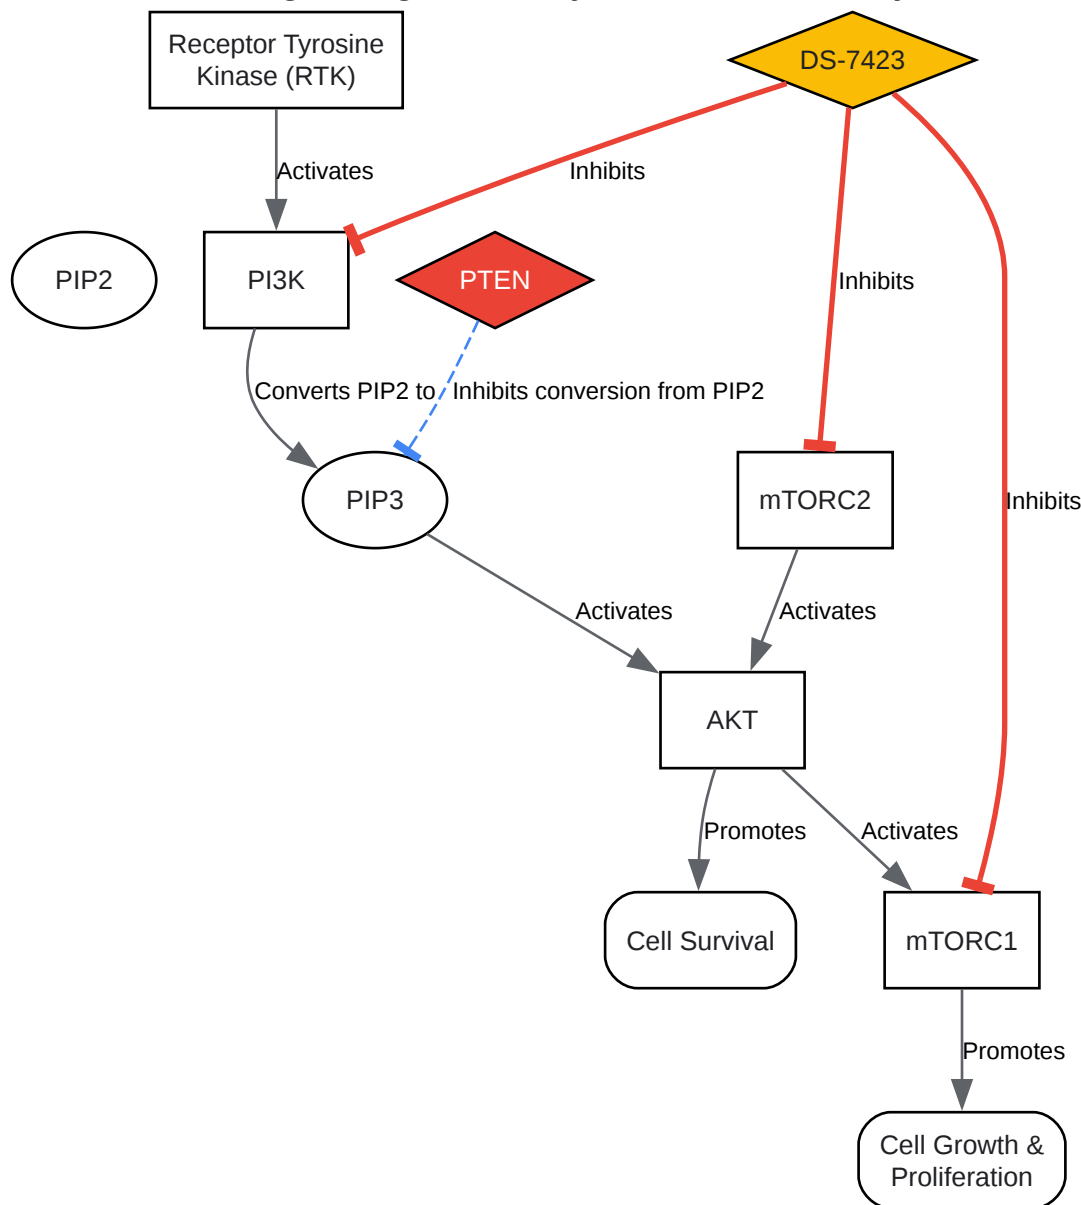 Receptor Tyrosine
Kinase (RTK)
DS-7423
Activates
Inhibits
PIP2
PI3K
PTEN
Inhibits
Converts PIP2 to
Inhibits conversion from PIP2
PIP3
mTORC2
Inhibits
Activates
Activates
AKT
Promotes
Activates
Cell Survival
mTORC1
Promotes
Cell Growth &
Proliferation